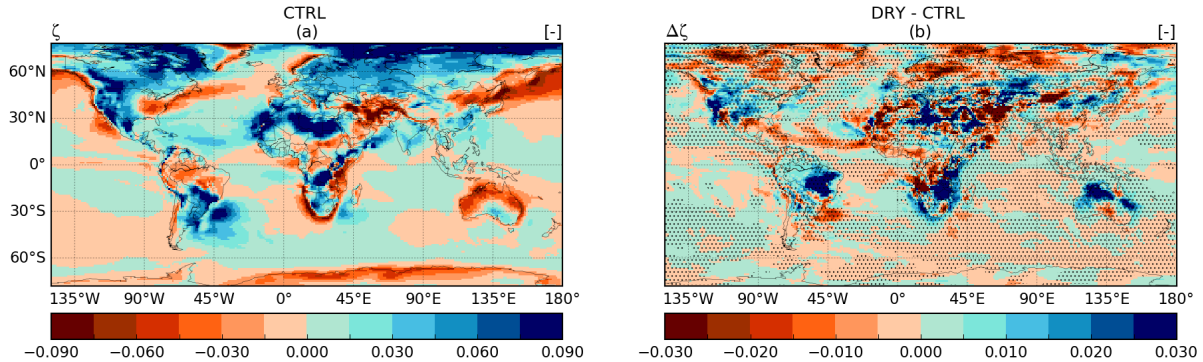 CTRL
ζ (a) [-]
60°N
30°N
0°
30°S
60°S
135°W 90°W 45°W 0° 45°E 90°E 135°E 180°
−0.090 −0.060 −0.030 0.000 0.030 0.060 0.090
DRY - CTRL
Δζ (b) [-]
135°W 90°W 45°W 0° 45°E 90°E 135°E 180°
−0.030 −0.020 −0.010 0.000 0.010 0.020 0.030